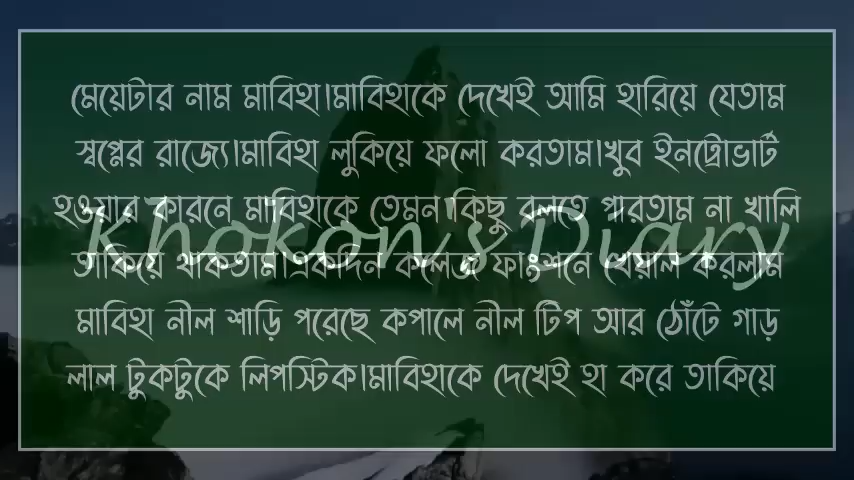 মেয়েটার নাম মাবিহা।মাবিহাকে দেখেই আমি হারিয়ে যেতাম
স্বপ্নের রাজ্যে।মাবিহা লুকিয়ে ফলো করতাম।খুব ইনট্রোভার্ট
হওয়ার কারনে মাবিহাকে তেমন।কিছু বলতে পারতাম না খালি
Khokon's Diary
তাকিয়ে থাকতাম।একদিন কলেজ ফাংশনে খেয়াল করলাম
মাবিহা নীল শাড়ি পরেছে কপালে নীল টিপ আর ঠোঁটে গাড়
লাল টুকটুকে লিপস্টিক।মাবিহাকে দেখেই হা করে তাকিয়ে